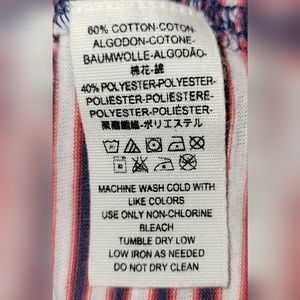 60% COTTON-COTON-
ALGODON-COTONE-
BAUMWOLLE-ALGODÃO-
棉花-綿
40% POLYESTER-POLYESTER-
POLIESTER-POLIESTERE-
POLYESTER-POLIÉSTER-
聚酯纖維-ポリエステル
MACHINE WASH COLD WITH
LIKE COLORS
USE ONLY NON-CHLORINE
BLEACH
TUMBLE DRY LOW
LOW IRON AS NEEDED
DO NOT DRY CLEAN